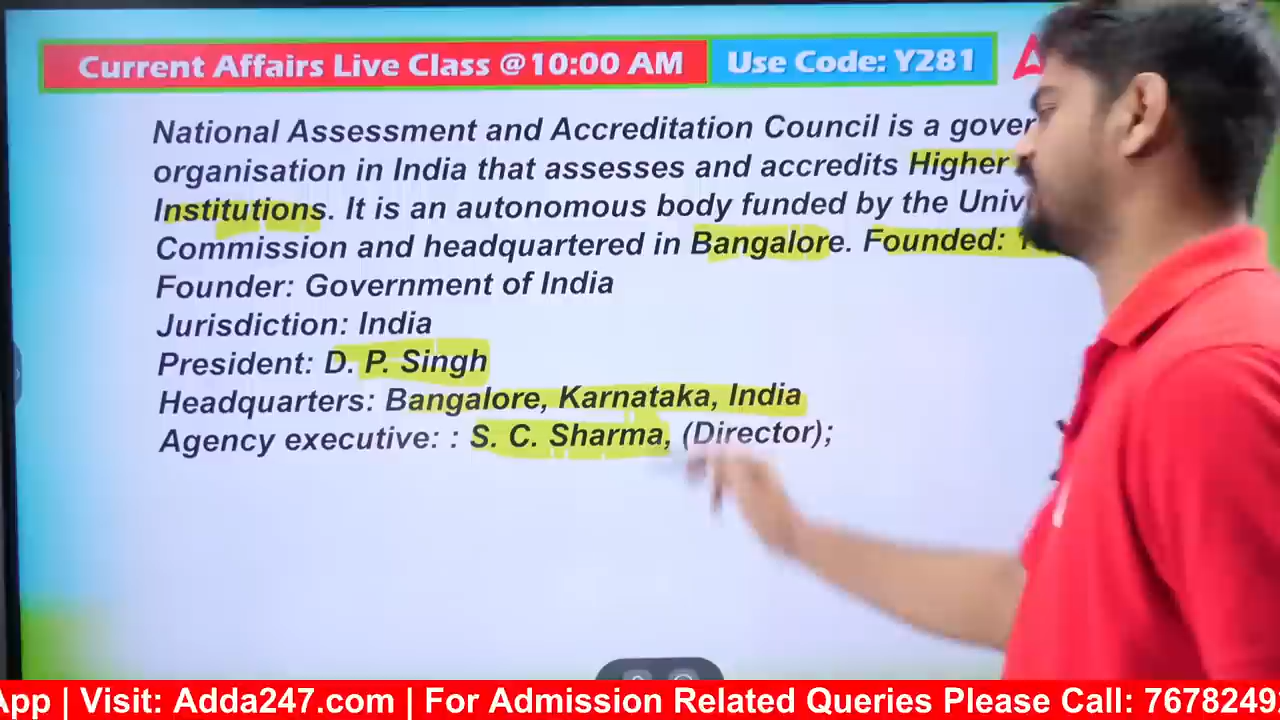 Current Affairs Live Class @10:00 AM Use Code: Y281
National Assessment and Accreditation Council is a gover
organisation in India that assesses and accredits Higher
Institutions. It is an autonomous body funded by the Univ
Commission and headquartered in Bangalore. Founded:
Founder: Government of India
Jurisdiction: India
President: D. P. Singh
Headquarters: Bangalore, Karnataka, India
Agency executive: : S. C. Sharma, (Director);
App | Visit: Adda247.com | For Admission Related Queries Please Call: 7678249